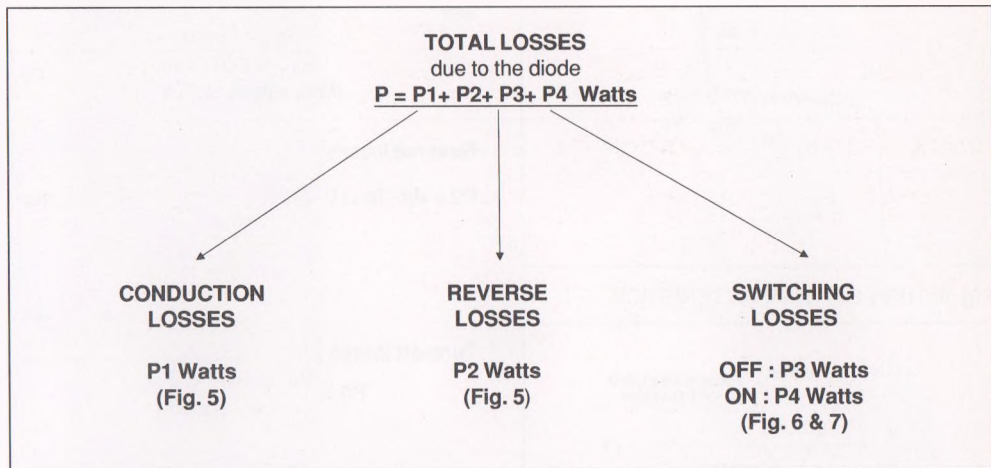 TOTAL LOSSES
due to the diode
P = P1+ P2+ P3+ P4 Watts
CONDUCTION
LOSSES
P1 Watts
(Fig. 5)
REVERSE
LOSSES
P2 Watts
(Fig. 5)
SWITCHING
LOSSES
OFF : P3 Watts
ON : P4 Watts
(Fig. 6 & 7)